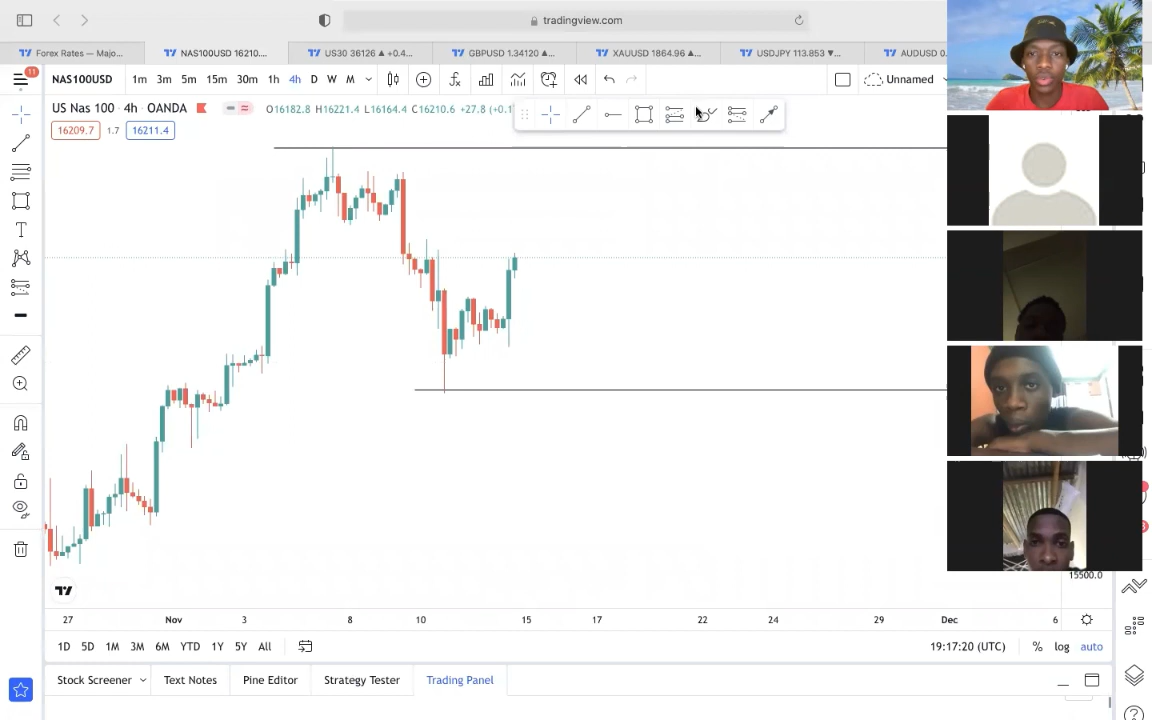 tradingview.com
Forex Rates — Majo...
NAS100USD 16210....
US30 36126 ▲ +0.4...
GBPUSD 1.34120 ▲...
XAUUSD 1864.96 ▲...
USDJPY 113.853 ▼...
AUDUSD 0.
11
NAS100USD 1m 3m 5m 15m 30m 1h 4h D W M
Unnamed
US Nas 100 · 4h · OANDA
O16182.8 H16221.4 L16164.4 C16210.6 +27.8 (+0.1
16209.7 1.7 16211.4
15500.0
27 Nov 3 8 10 15 17 22 24 29 Dec 6
1D 5D 1M 3M 6M YTD 1Y 5Y All
19:17:20 (UTC) % log auto
Stock Screener Text Notes Pine Editor Strategy Tester Trading Panel